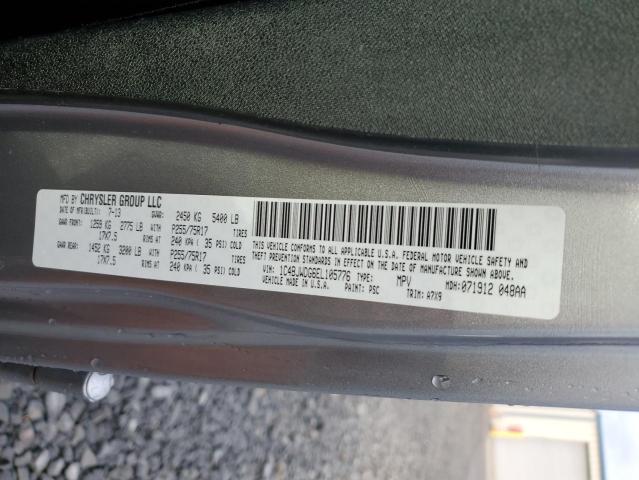 MFD BY CHRYSLER GROUP LLC
DATE OF MFR(BUILT): 7-13 GVWR: 2450 KG 5400 LB
GAWR FRONT: 1259 KG 2775 LB WITH P255/75R17 TIRES
17X7.5 RIMS AT 240 KPA ( 35 PSI) COLD
GAWR REAR: 1452 KG 3200 LB WITH P255/75R17 TIRES
17X7.5 RIMS AT 240 KPA ( 35 PSI) COLD
THIS VEHICLE CONFORMS TO ALL APPLICABLE U.S.A. FEDERAL MOTOR VEHICLE SAFETY AND
THEFT PREVENTION STANDARDS IN EFFECT ON THE DATE OF MANUFACTURE SHOWN ABOVE
VIN: 1C4BJWDG6EL105776 TYPE: MPV MDH:071912 048AA
VEHICLE MADE IN U.S.A. PAINT: PSC TRIM: A7X9